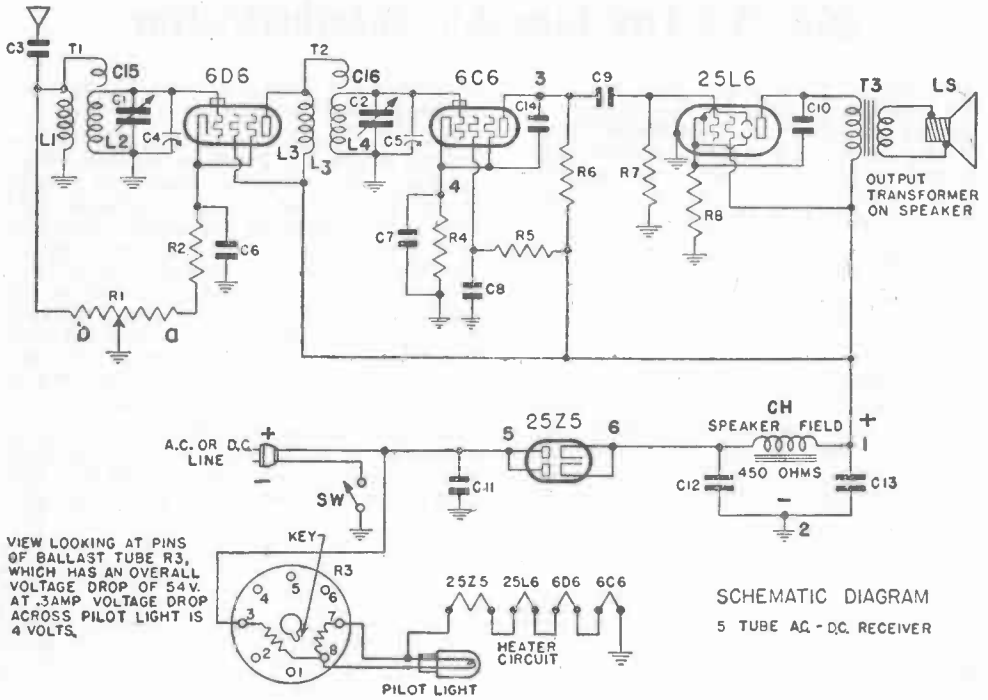 C3
T1
C15
C1
L1
L2
C4
6D6
T2
C16
C2
L3
L3
L4
C5
6C6
3
C14
C9
25L6
C10
T3
LS
OUTPUT
TRANSFORMER
ON SPEAKER
R2
C6
4
C7
R4
R5
C8
R6
R7
R8
R1
b
a
A.C. OR D.C.
LINE
+
-
SW
C11
5
25Z5
6
CH
SPEAKER FIELD
450 OHMS
+
1
C12
-
2
C13
VIEW LOOKING AT PINS
OF BALLAST TUBE R3,
WHICH HAS AN OVERALL
VOLTAGE DROP OF 54V.
AT .3AMP VOLTAGE DROP
ACROSS PILOT LIGHT IS
4 VOLTS.
KEY
R3
5
4
6
3
7
2
8
1
PILOT LIGHT
25Z5 25L6 6D6 6C6
HEATER
CIRCUIT
SCHEMATIC DIAGRAM
5 TUBE A.C. - D.C. RECEIVER